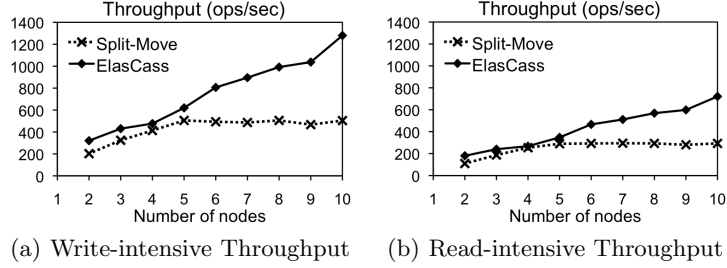 Throughput (ops/sec)
1400
1200
1000
800
600
400
200
0
Split-Move
ElasCass
1 2 3 4 5 6 7 8 9 10
Number of nodes
(a) Write-intensive Throughput
Throughput (ops/sec)
1400
1200
1000
800
600
400
200
0
Split-Move
ElasCass
1 2 3 4 5 6 7 8 9 10
Number of nodes
(b) Read-intensive Throughput